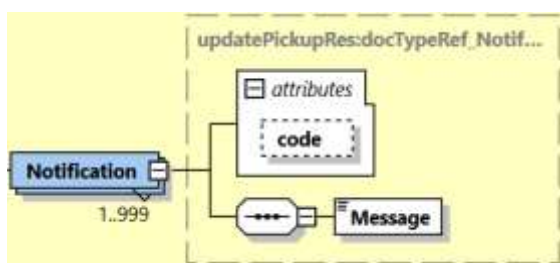 updatePickupRes:docTypeRef_Notif...
attributes
code
Notification
1..999
Message